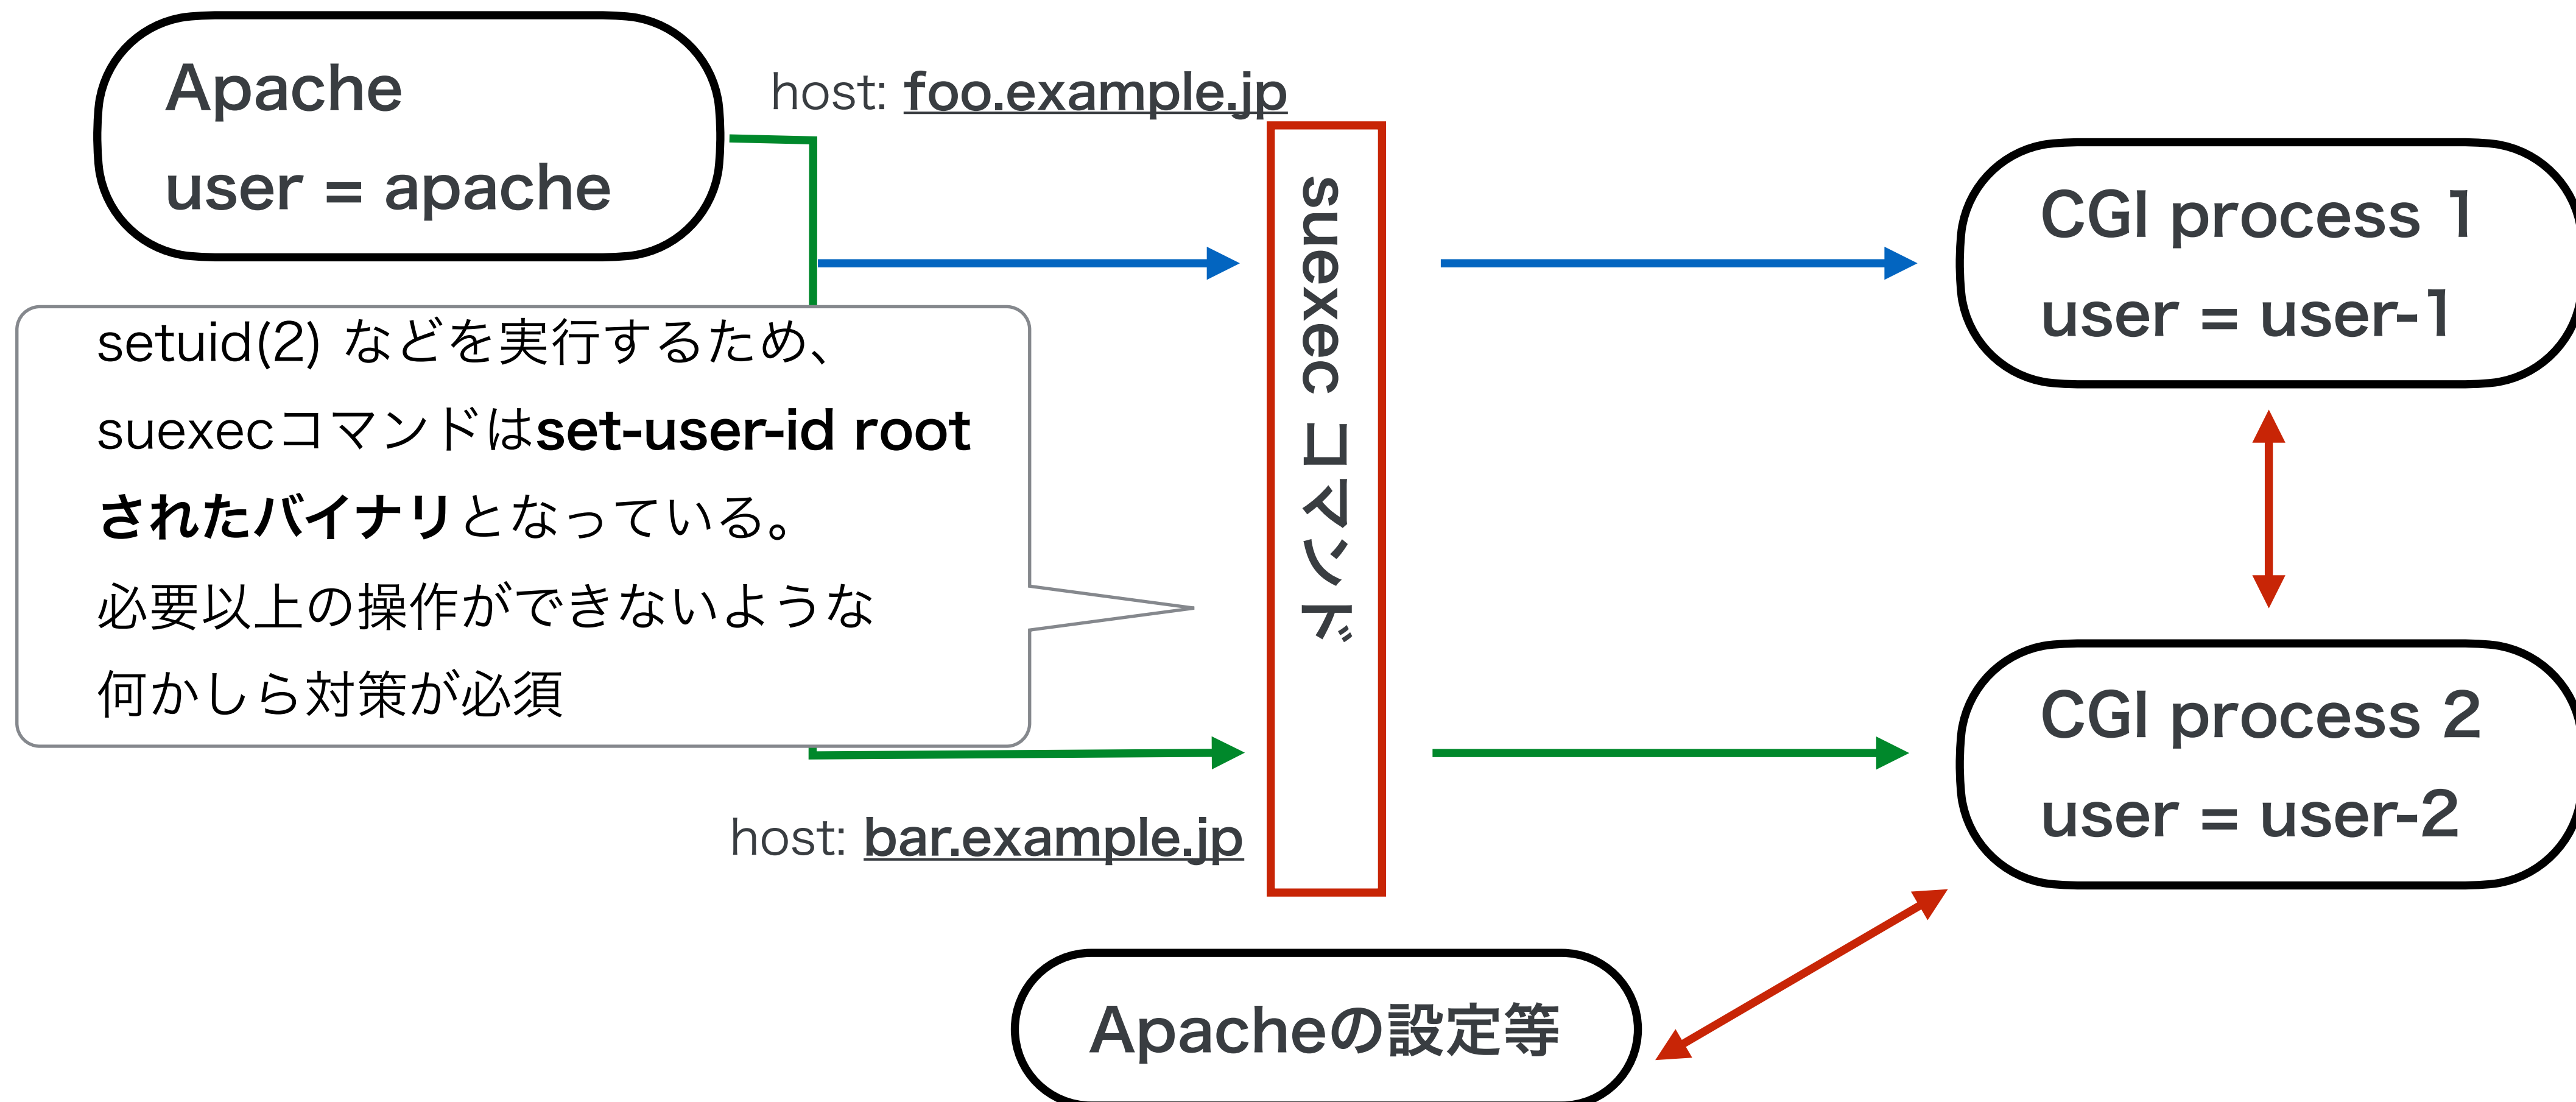 Apache
user = apache
host: foo.example.jp
suexec コマンド
CGI process 1
user = user-1
setuid(2) などを実行するため、
suexecコマンドはset-user-id root
されたバイナリとなっている。
必要以上の操作ができないような
何かしら対策が必須
host: bar.example.jp
CGI process 2
user = user-2
Apacheの設定等